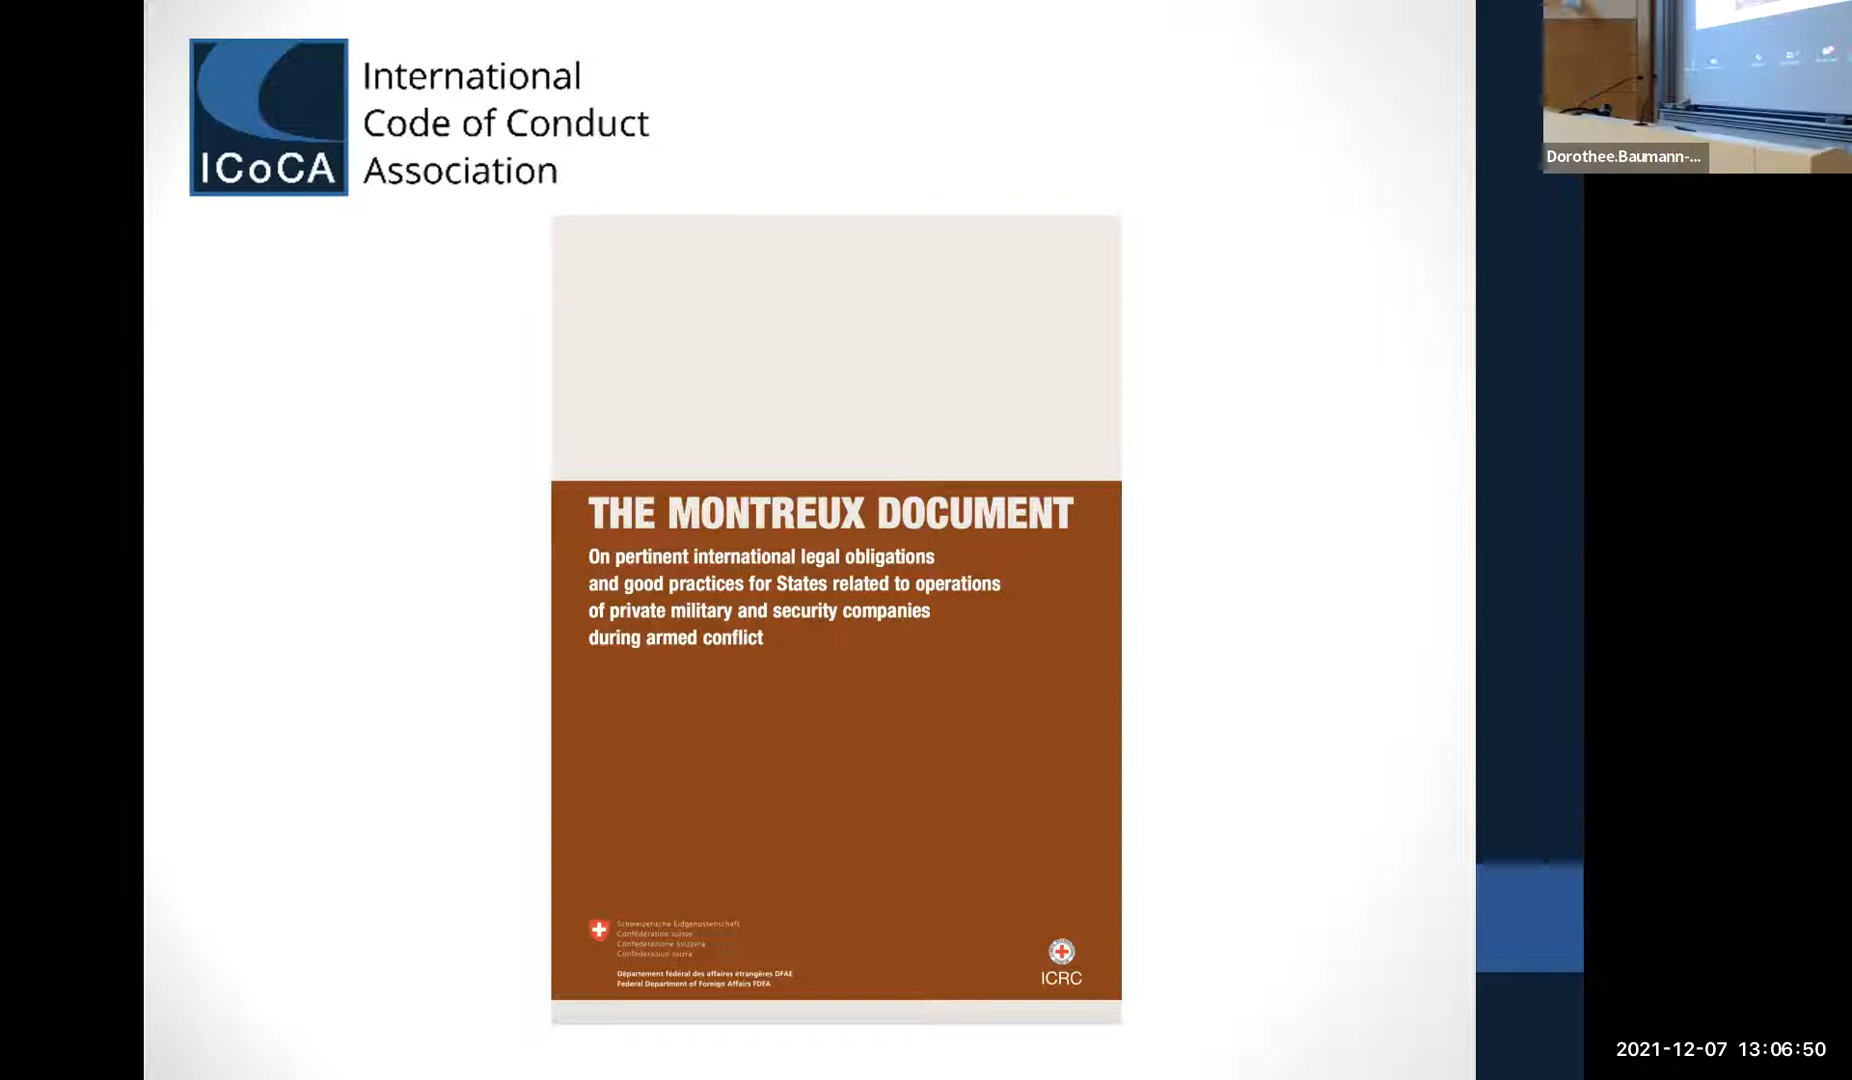 ICoCA
International
Code of Conduct
Association
Dorothee.Baumann-...
THE MONTREUX DOCUMENT
On pertinent international legal obligations
and good practices for States related to operations
of private military and security companies
during armed conflict
Schweizerische Eidgenossenschaft
Confédération suisse
Confederazione Svizzera
Confederaziun svizra
Département fédéral des affaires étrangères DFAE
Federal Department of Foreign Affairs FDFA
ICRC
2021-12-07 13:06:50